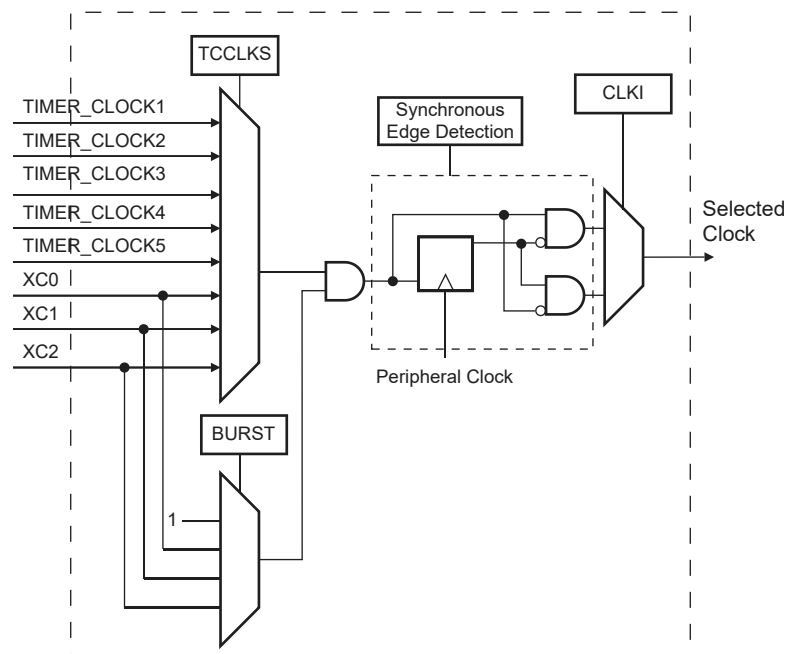 TCCLKS
TIMER_CLOCK1
TIMER_CLOCK2
TIMER_CLOCK3
TIMER_CLOCK4
TIMER_CLOCK5
XC0
XC1
XC2
Synchronous
Edge Detection
CLKI
Selected
Clock
Peripheral Clock
BURST
1